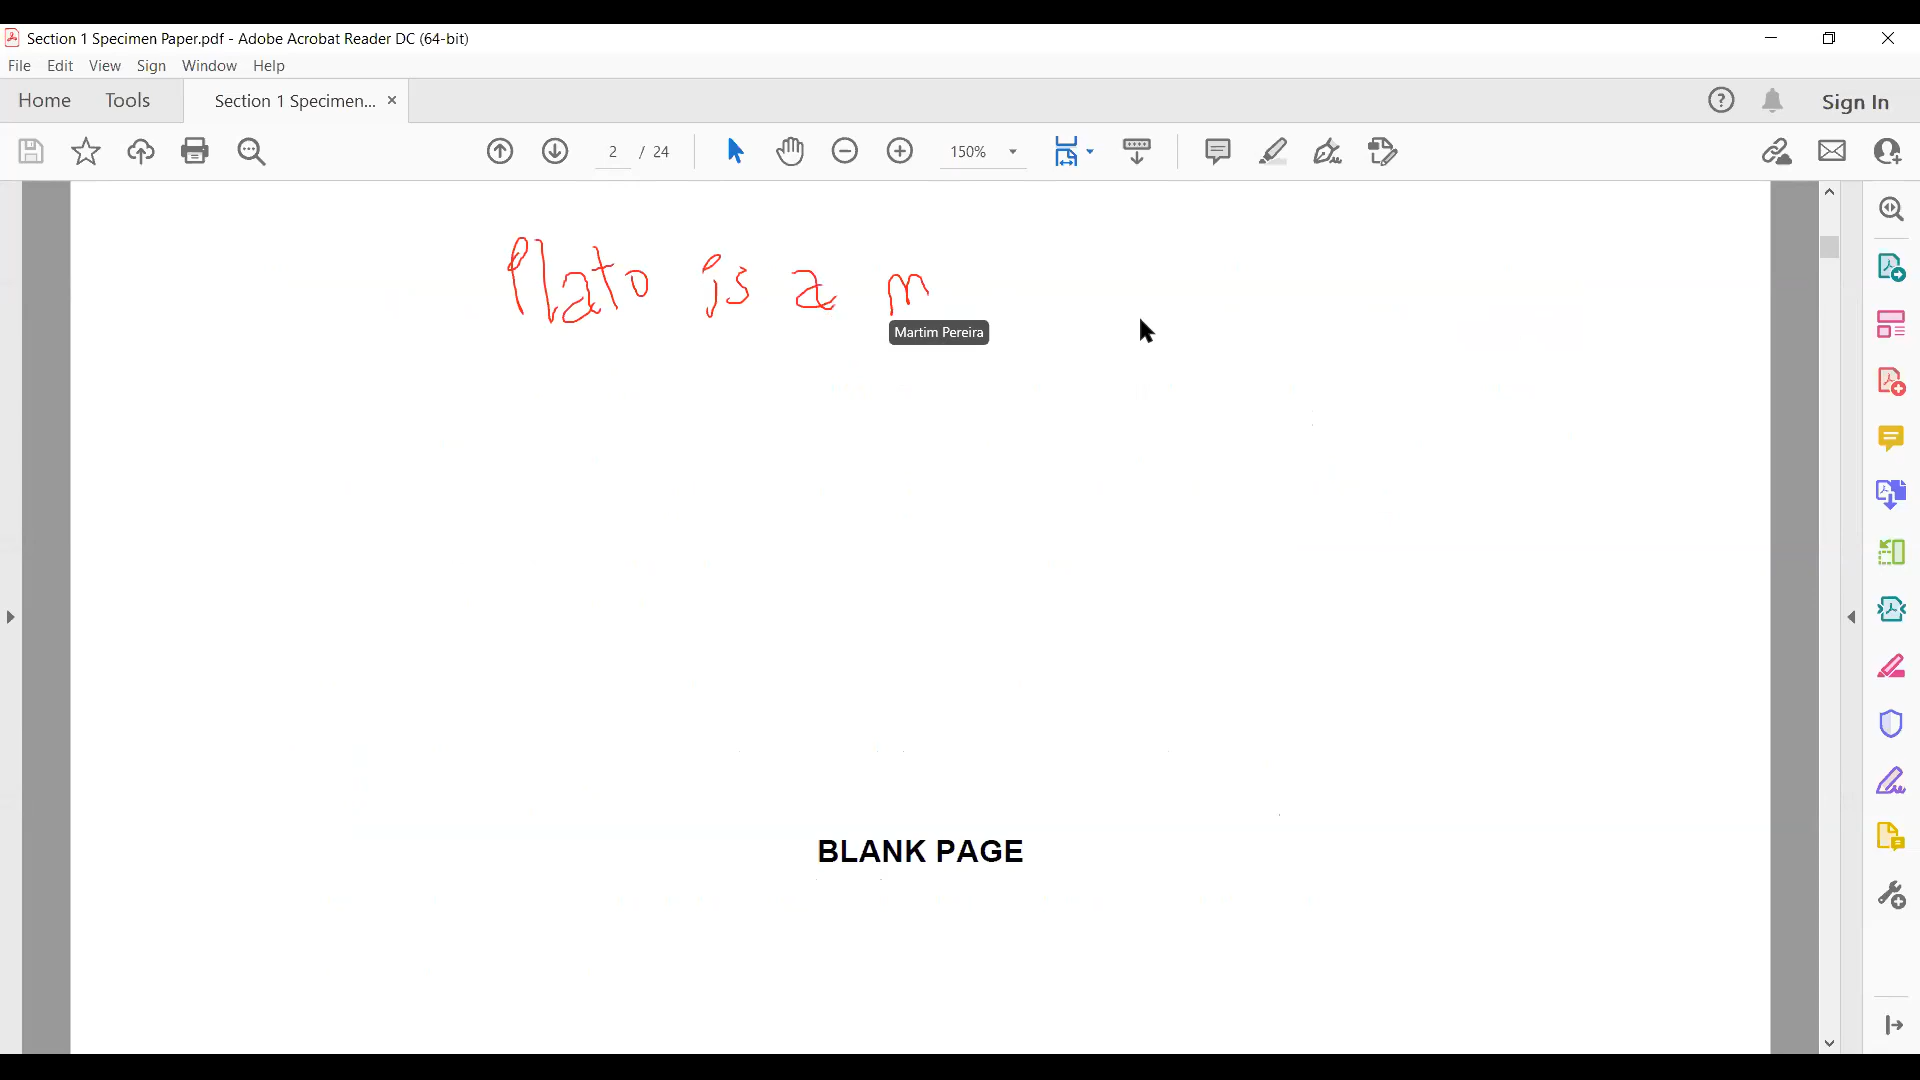 Section 1 Specimen Paper.pdf - Adobe Acrobat Reader DC (64-bit)
File Edit View Sign Window Help
Home Tools Section 1 Specimen... × Sign In
2 / 24 150%
Plato is a m
Martim Pereira
BLANK PAGE